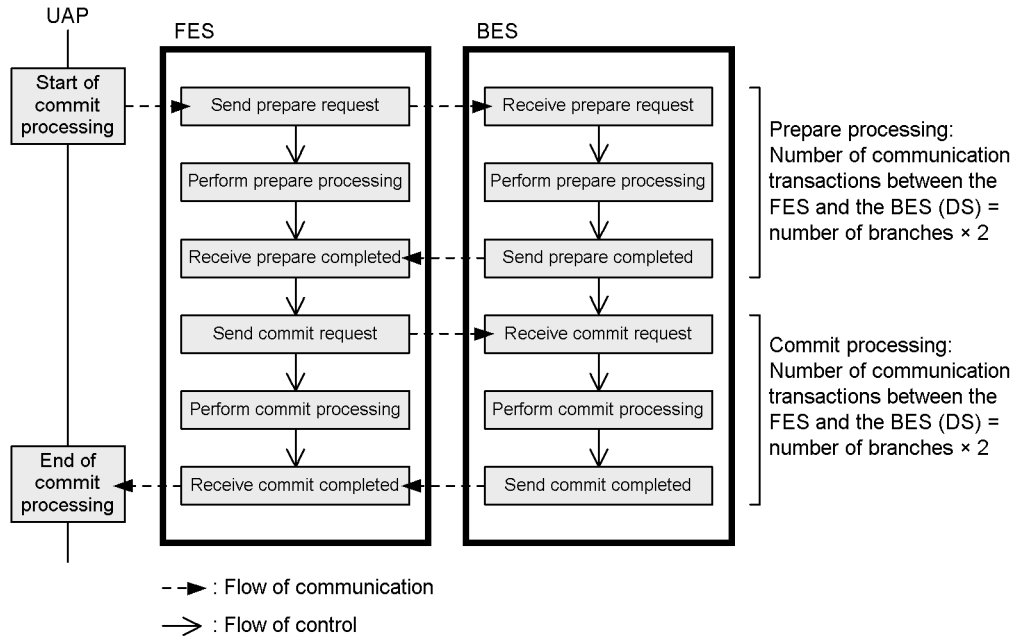 UAP
FES
BES
Start of
commit
processing
Send prepare request
Receive prepare request
Perform prepare processing
Perform prepare processing
Receive prepare completed
Send prepare completed
Prepare processing:
Number of communication
transactions between the
FES and the BES (DS) =
number of branches × 2
Send commit request
Receive commit request
Perform commit processing
Perform commit processing
Receive commit completed
Send commit completed
Commit processing:
Number of communication
transactions between the
FES and the BES (DS) =
number of branches × 2
End of
commit
processing
: Flow of communication
: Flow of control